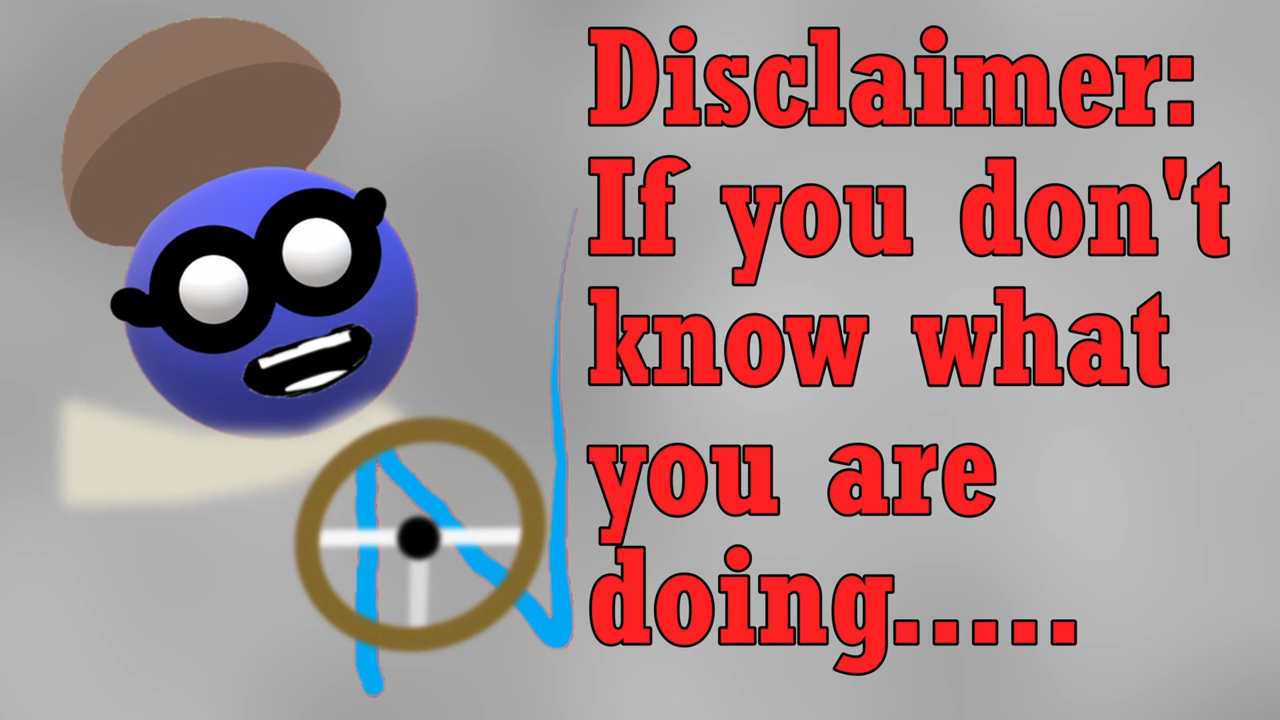 Disclaimer:
If you don't
know what
you are
doing.....